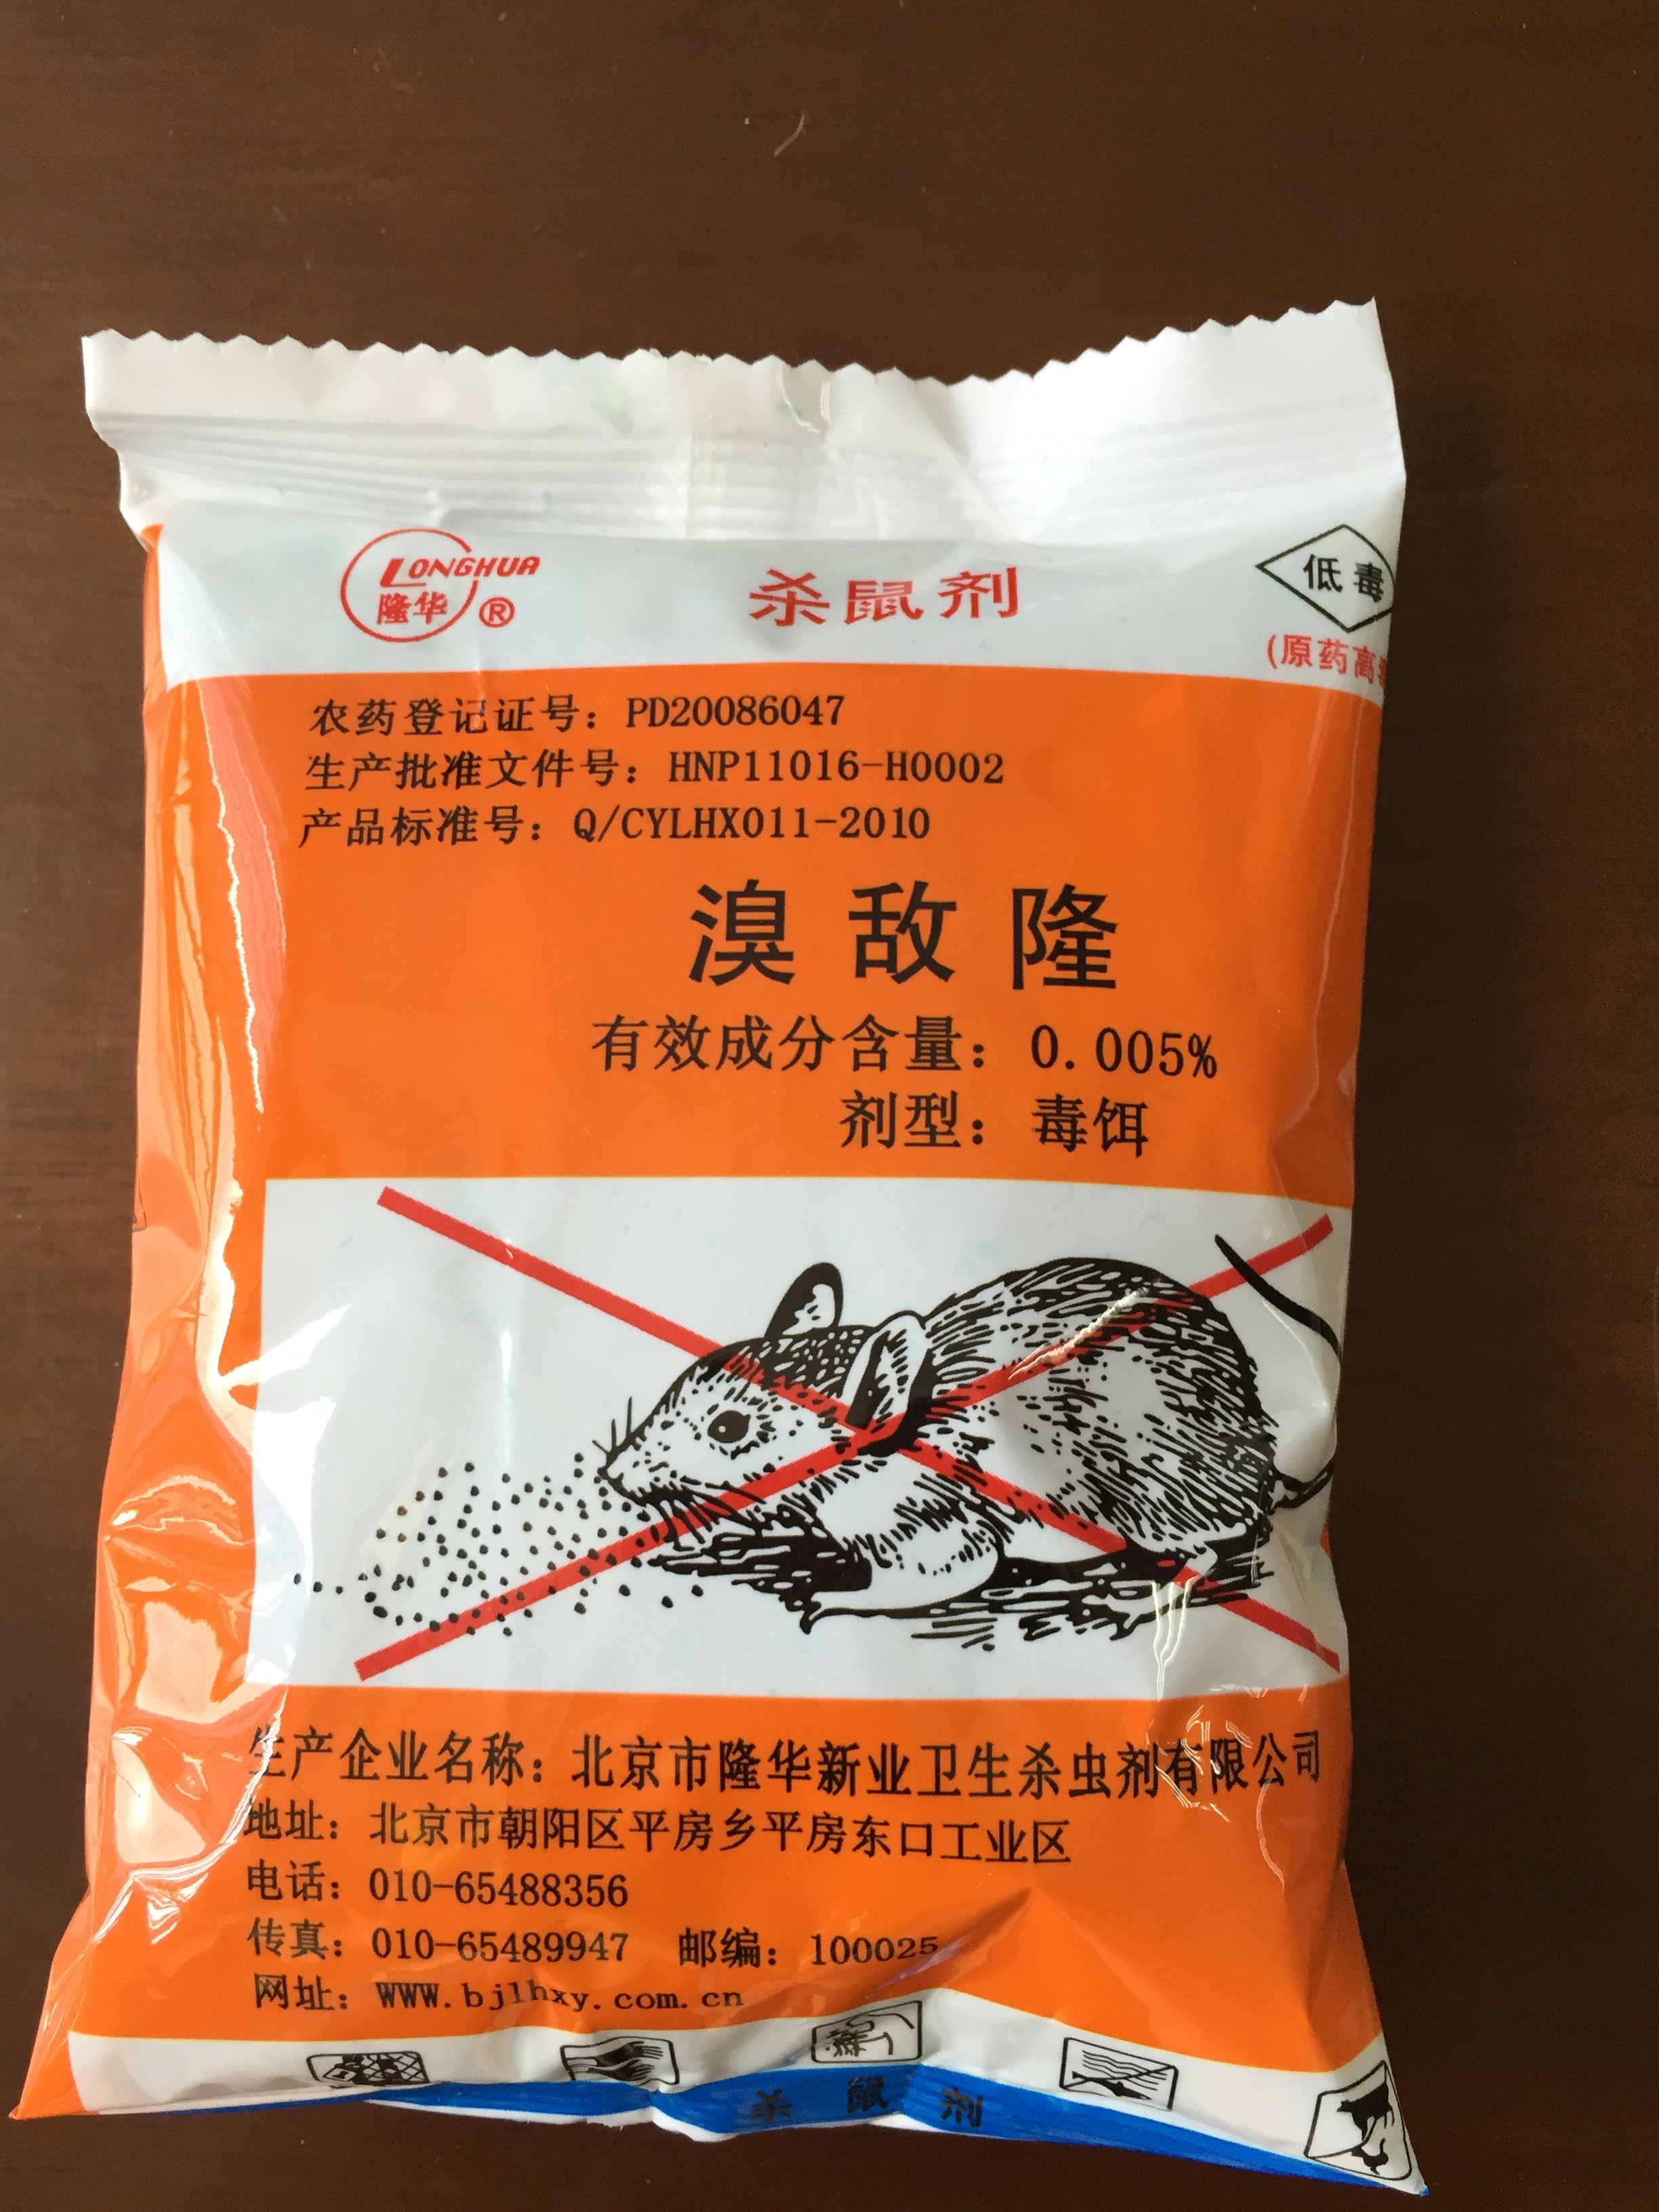 LONGHUA
隆华®
杀鼠剂
低毒
(原药高毒
农药登记证号：PD20086047
生产批准文件号：HNP11016-H0002
产品标准号：Q/CYLHX011-2010
溴敌隆
有效成分含量：0.005%
剂型：毒饵
生产企业名称：北京市隆华新业卫生杀虫剂有限公司
地址：北京市朝阳区平房乡平房东口工业区
电话：010-65488356
传真：010-65489947 邮编：100025
网址：WWW.bjlhxy.com.cn
杀鼠剂